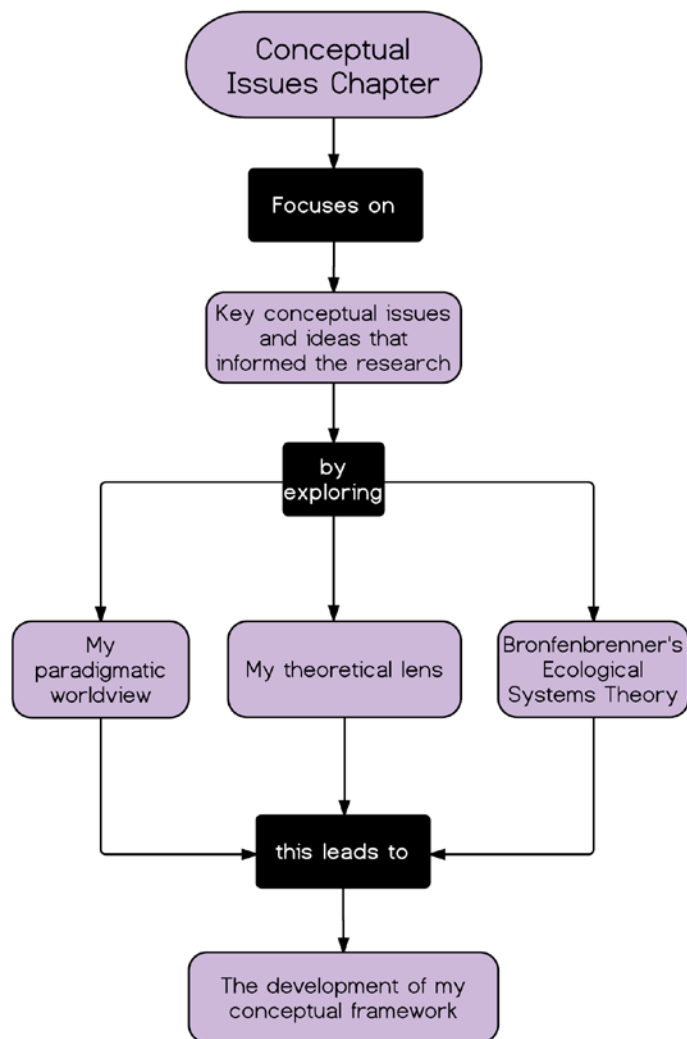 Conceptual
Issues Chapter
Focuses on
Key conceptual issues
and ideas that
informed the research
by
exploring
My
paradigmatic
worldview
My theoretical lens
Bronfenbrenner's
Ecological
Systems Theory
this leads to
The development of my
conceptual framework